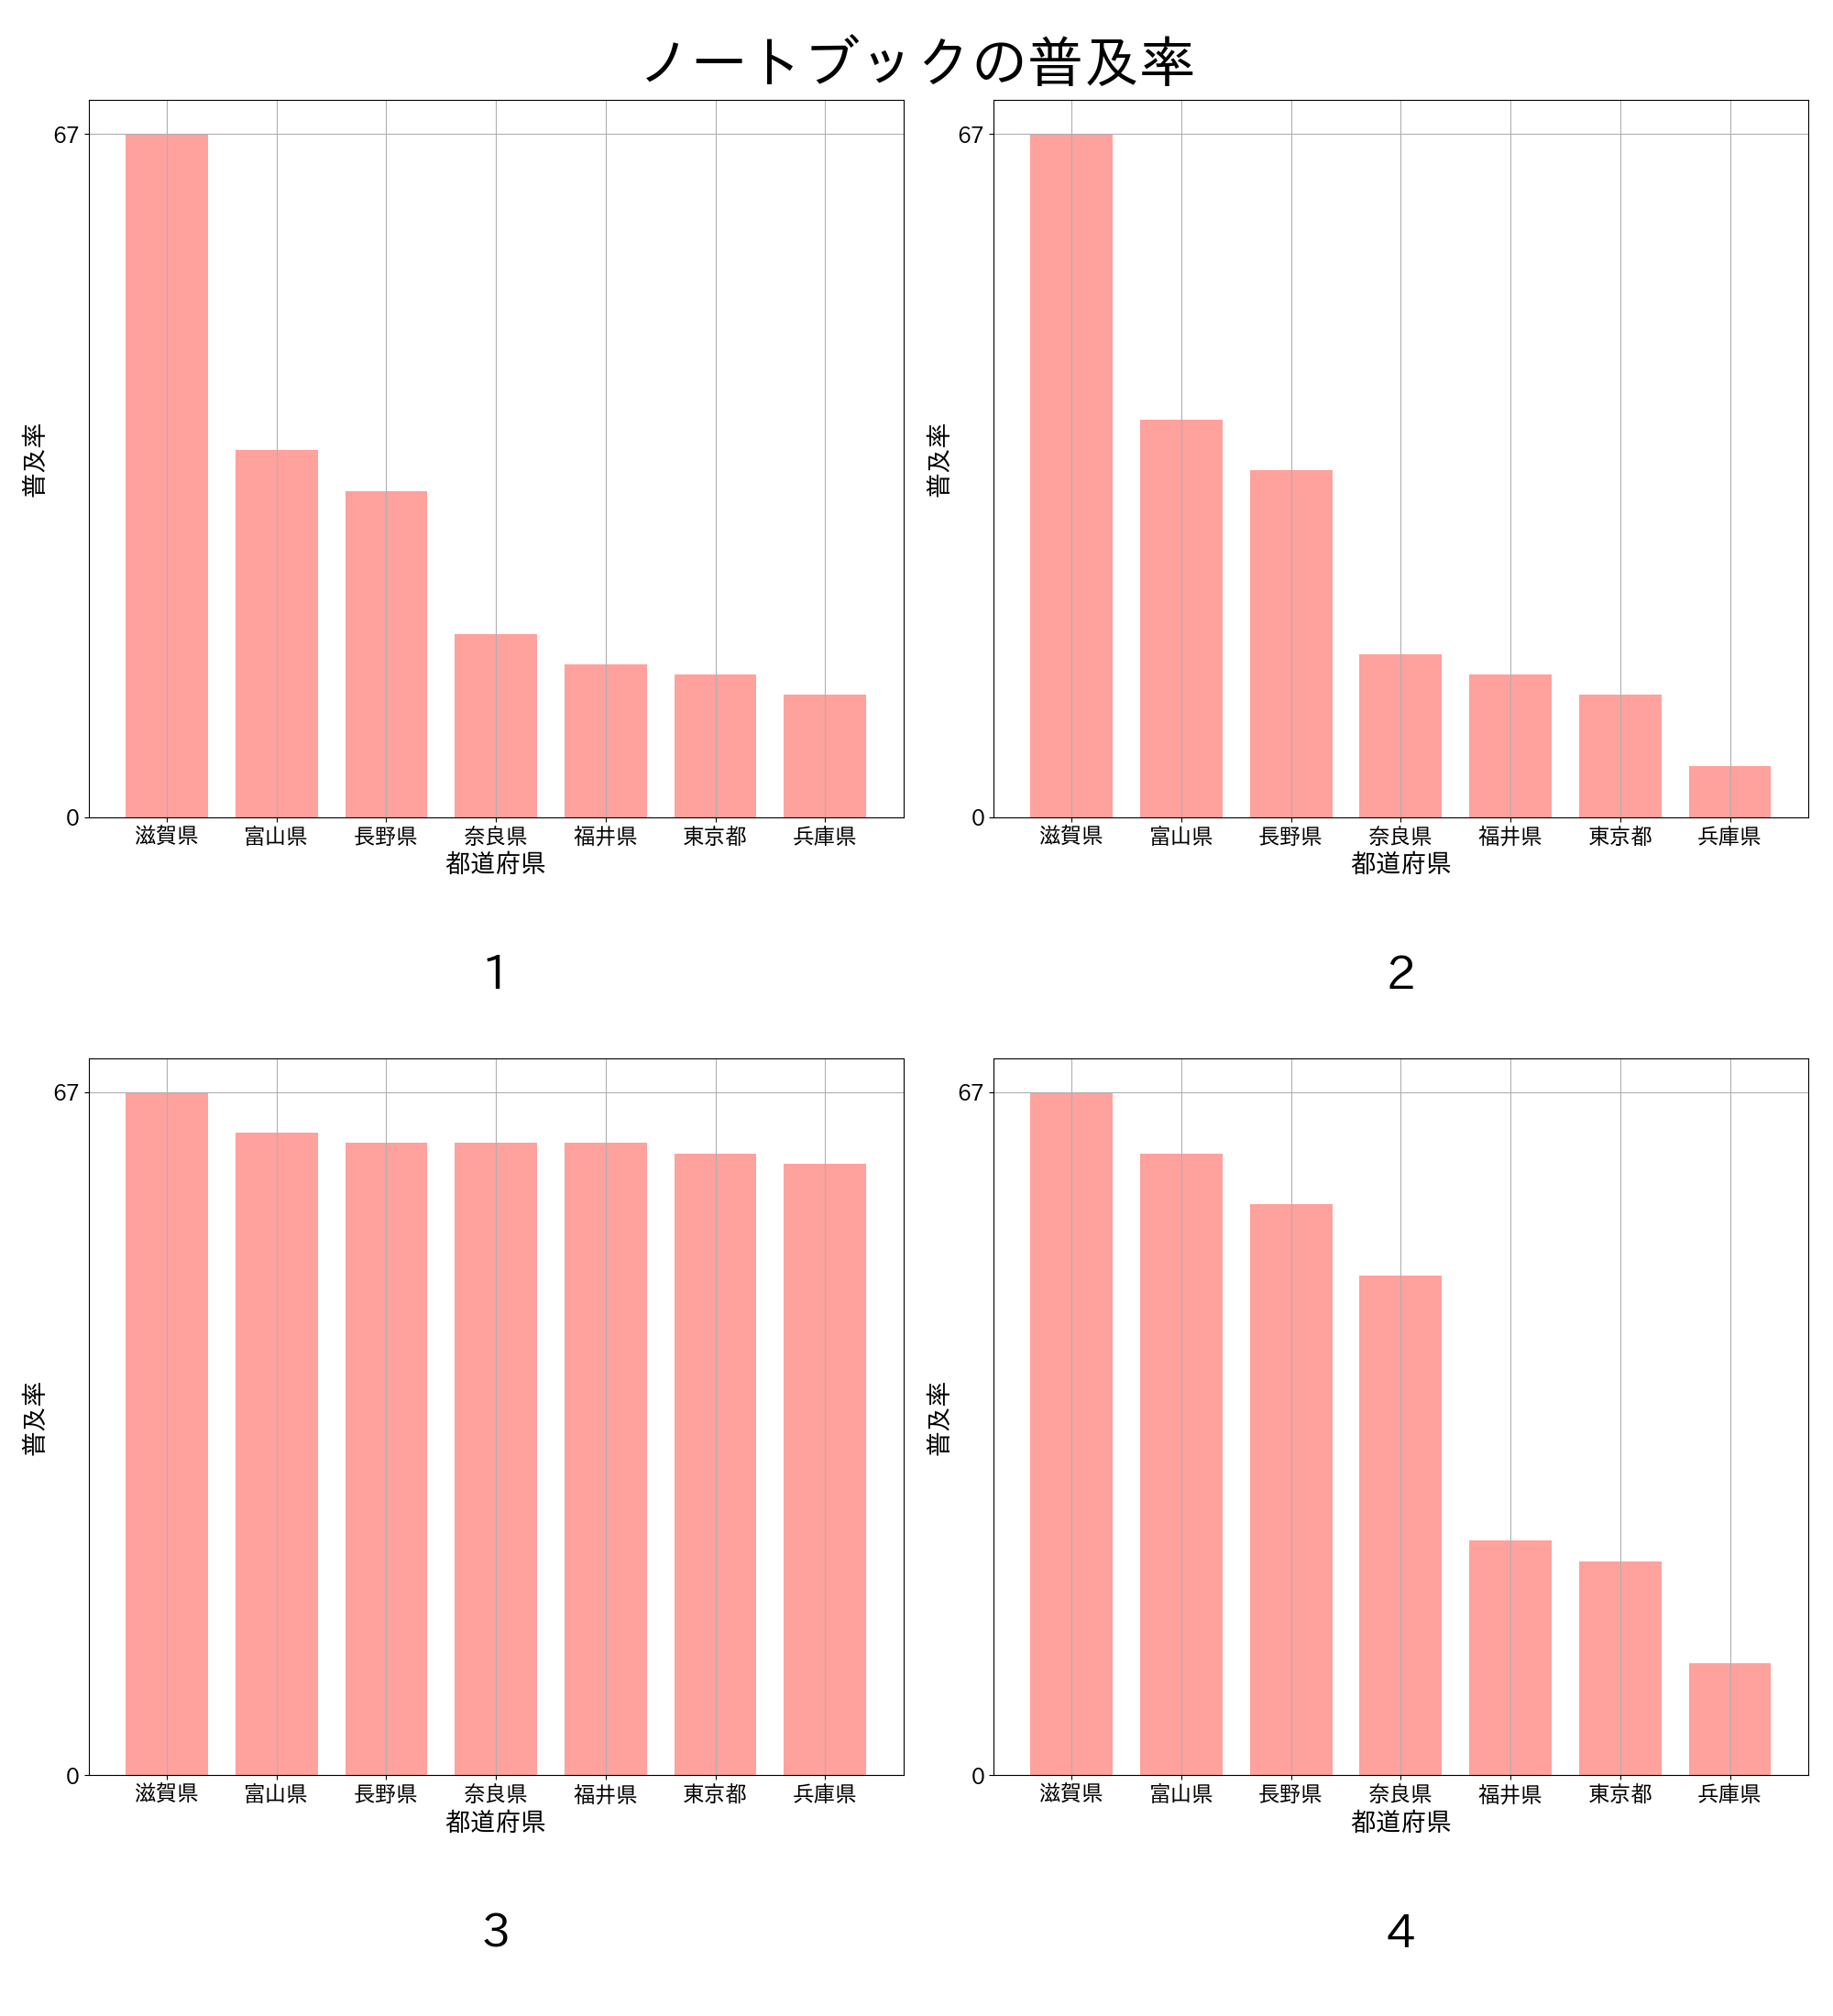 ノートブックの普及率
67
普及率
0
滋賀県 富山県 長野県 奈良県 福井県 東京都 兵庫県
都道府県
1
67
普及率
0
滋賀県 富山県 長野県 奈良県 福井県 東京都 兵庫県
都道府県
2
67
普及率
0
滋賀県 富山県 長野県 奈良県 福井県 東京都 兵庫県
都道府県
3
67
普及率
0
滋賀県 富山県 長野県 奈良県 福井県 東京都 兵庫県
都道府県
4